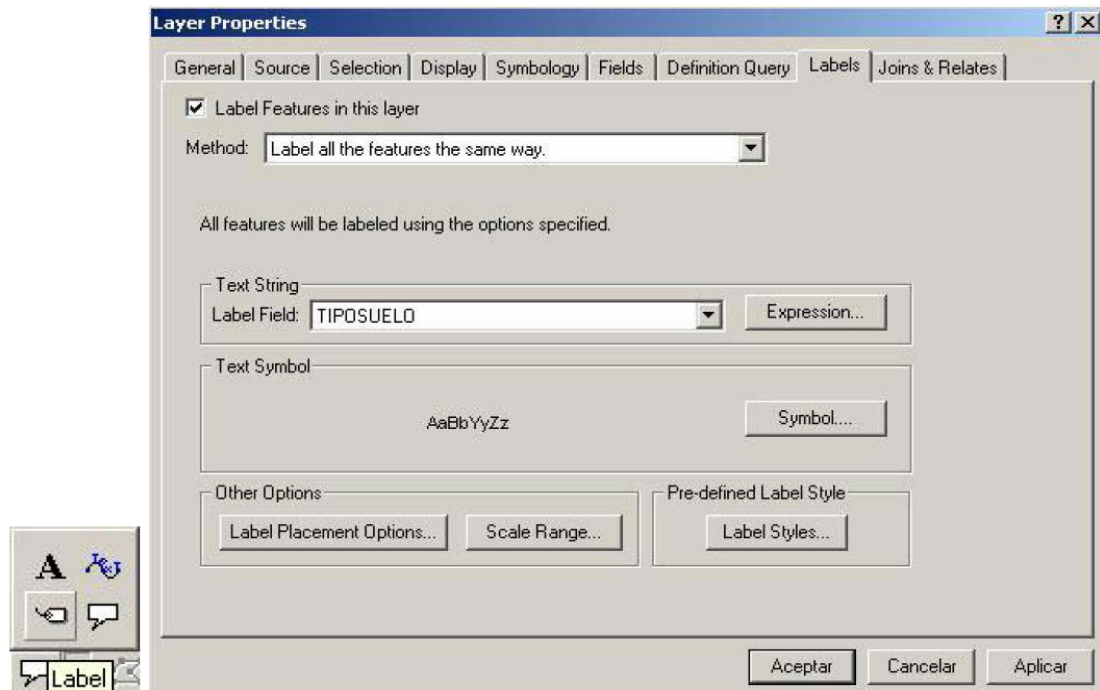 Layer Properties
General Source Selection Display Symbology Fields Definition Query Labels Joins & Relates
Label Features in this layer
Method: Label all the features the same way.
All features will be labeled using the options specified.
Text String
Label Field: TIPOSUELO Expression...
Text Symbol
AaBbYyZz Symbol....
Other Options Pre-defined Label Style
Label Placement Options... Scale Range... Label Styles...
Aceptar Cancelar Aplicar
A
Label